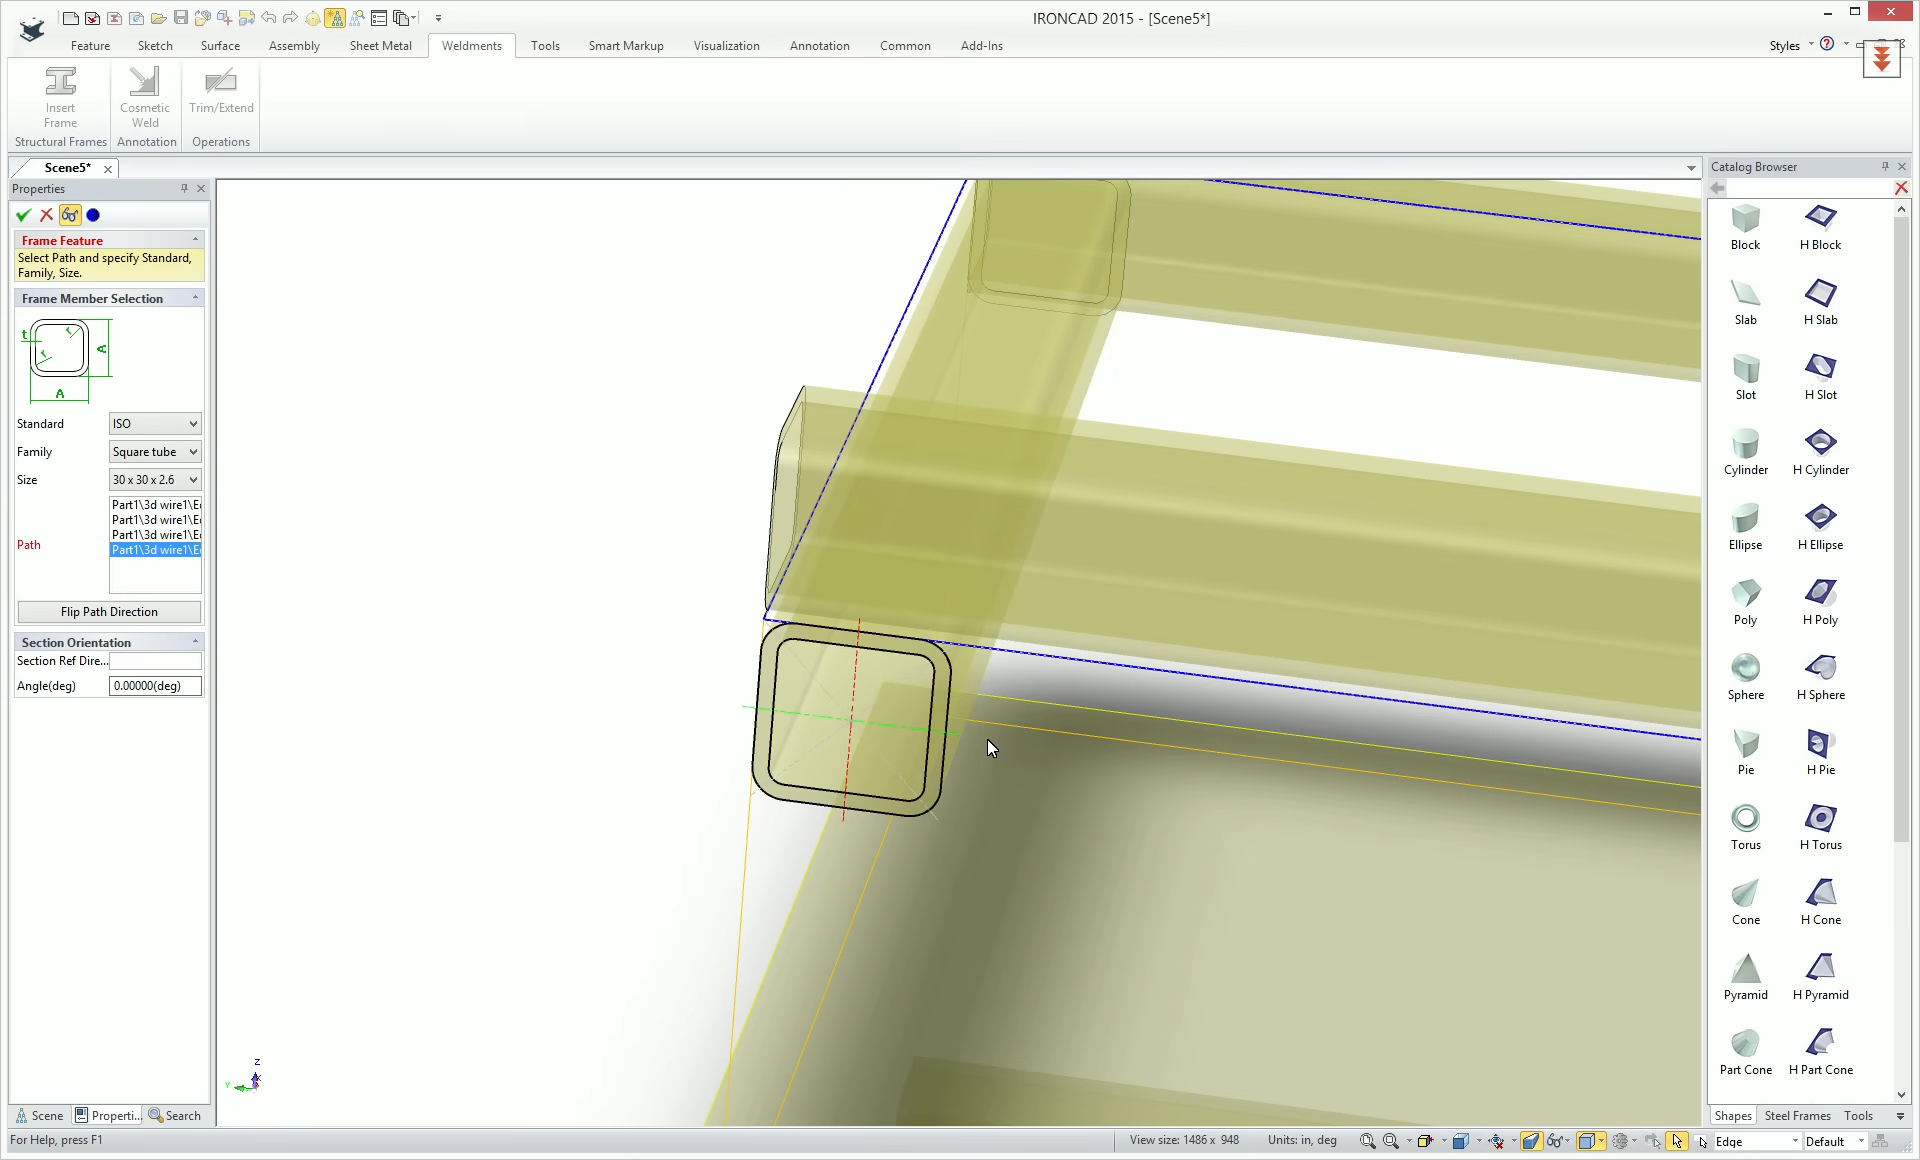 IRONCAD 2015 - [Scene5*]
Feature Sketch Surface Assembly Sheet Metal Weldments Tools Smart Markup Visualization Annotation Common Add-Ins Styles
Insert Frame
Cosmetic Weld
Trim/Extend
Structural Frames Annotation Operations
Scene5*
Properties
Frame Feature
Select Path and specify Standard,
Family, Size.
Frame Member Selection
t
r
r
A
A
Standard ISO
Family Square tube
Size 30 x 30 x 2.6
Part1\3d wire1\E
Part1\3d wire1\E
Part1\3d wire1\E
Path
Part1\3d wire1\E
Flip Path Direction
Section Orientation
Section Ref Dire...
Angle(deg) 0.00000(deg)
Z
Y
X
Scene Properti... Search
Catalog Browser
Block H Block
Slab H Slab
Slot H Slot
Cylinder H Cylinder
Ellipse H Ellipse
Poly H Poly
Sphere H Sphere
Pie H Pie
Torus H Torus
Cone H Cone
Pyramid H Pyramid
Part Cone H Part Cone
Shapes Steel Frames Tools
For Help, press F1
View size: 1486 x 948 Units: in, deg Edge Default